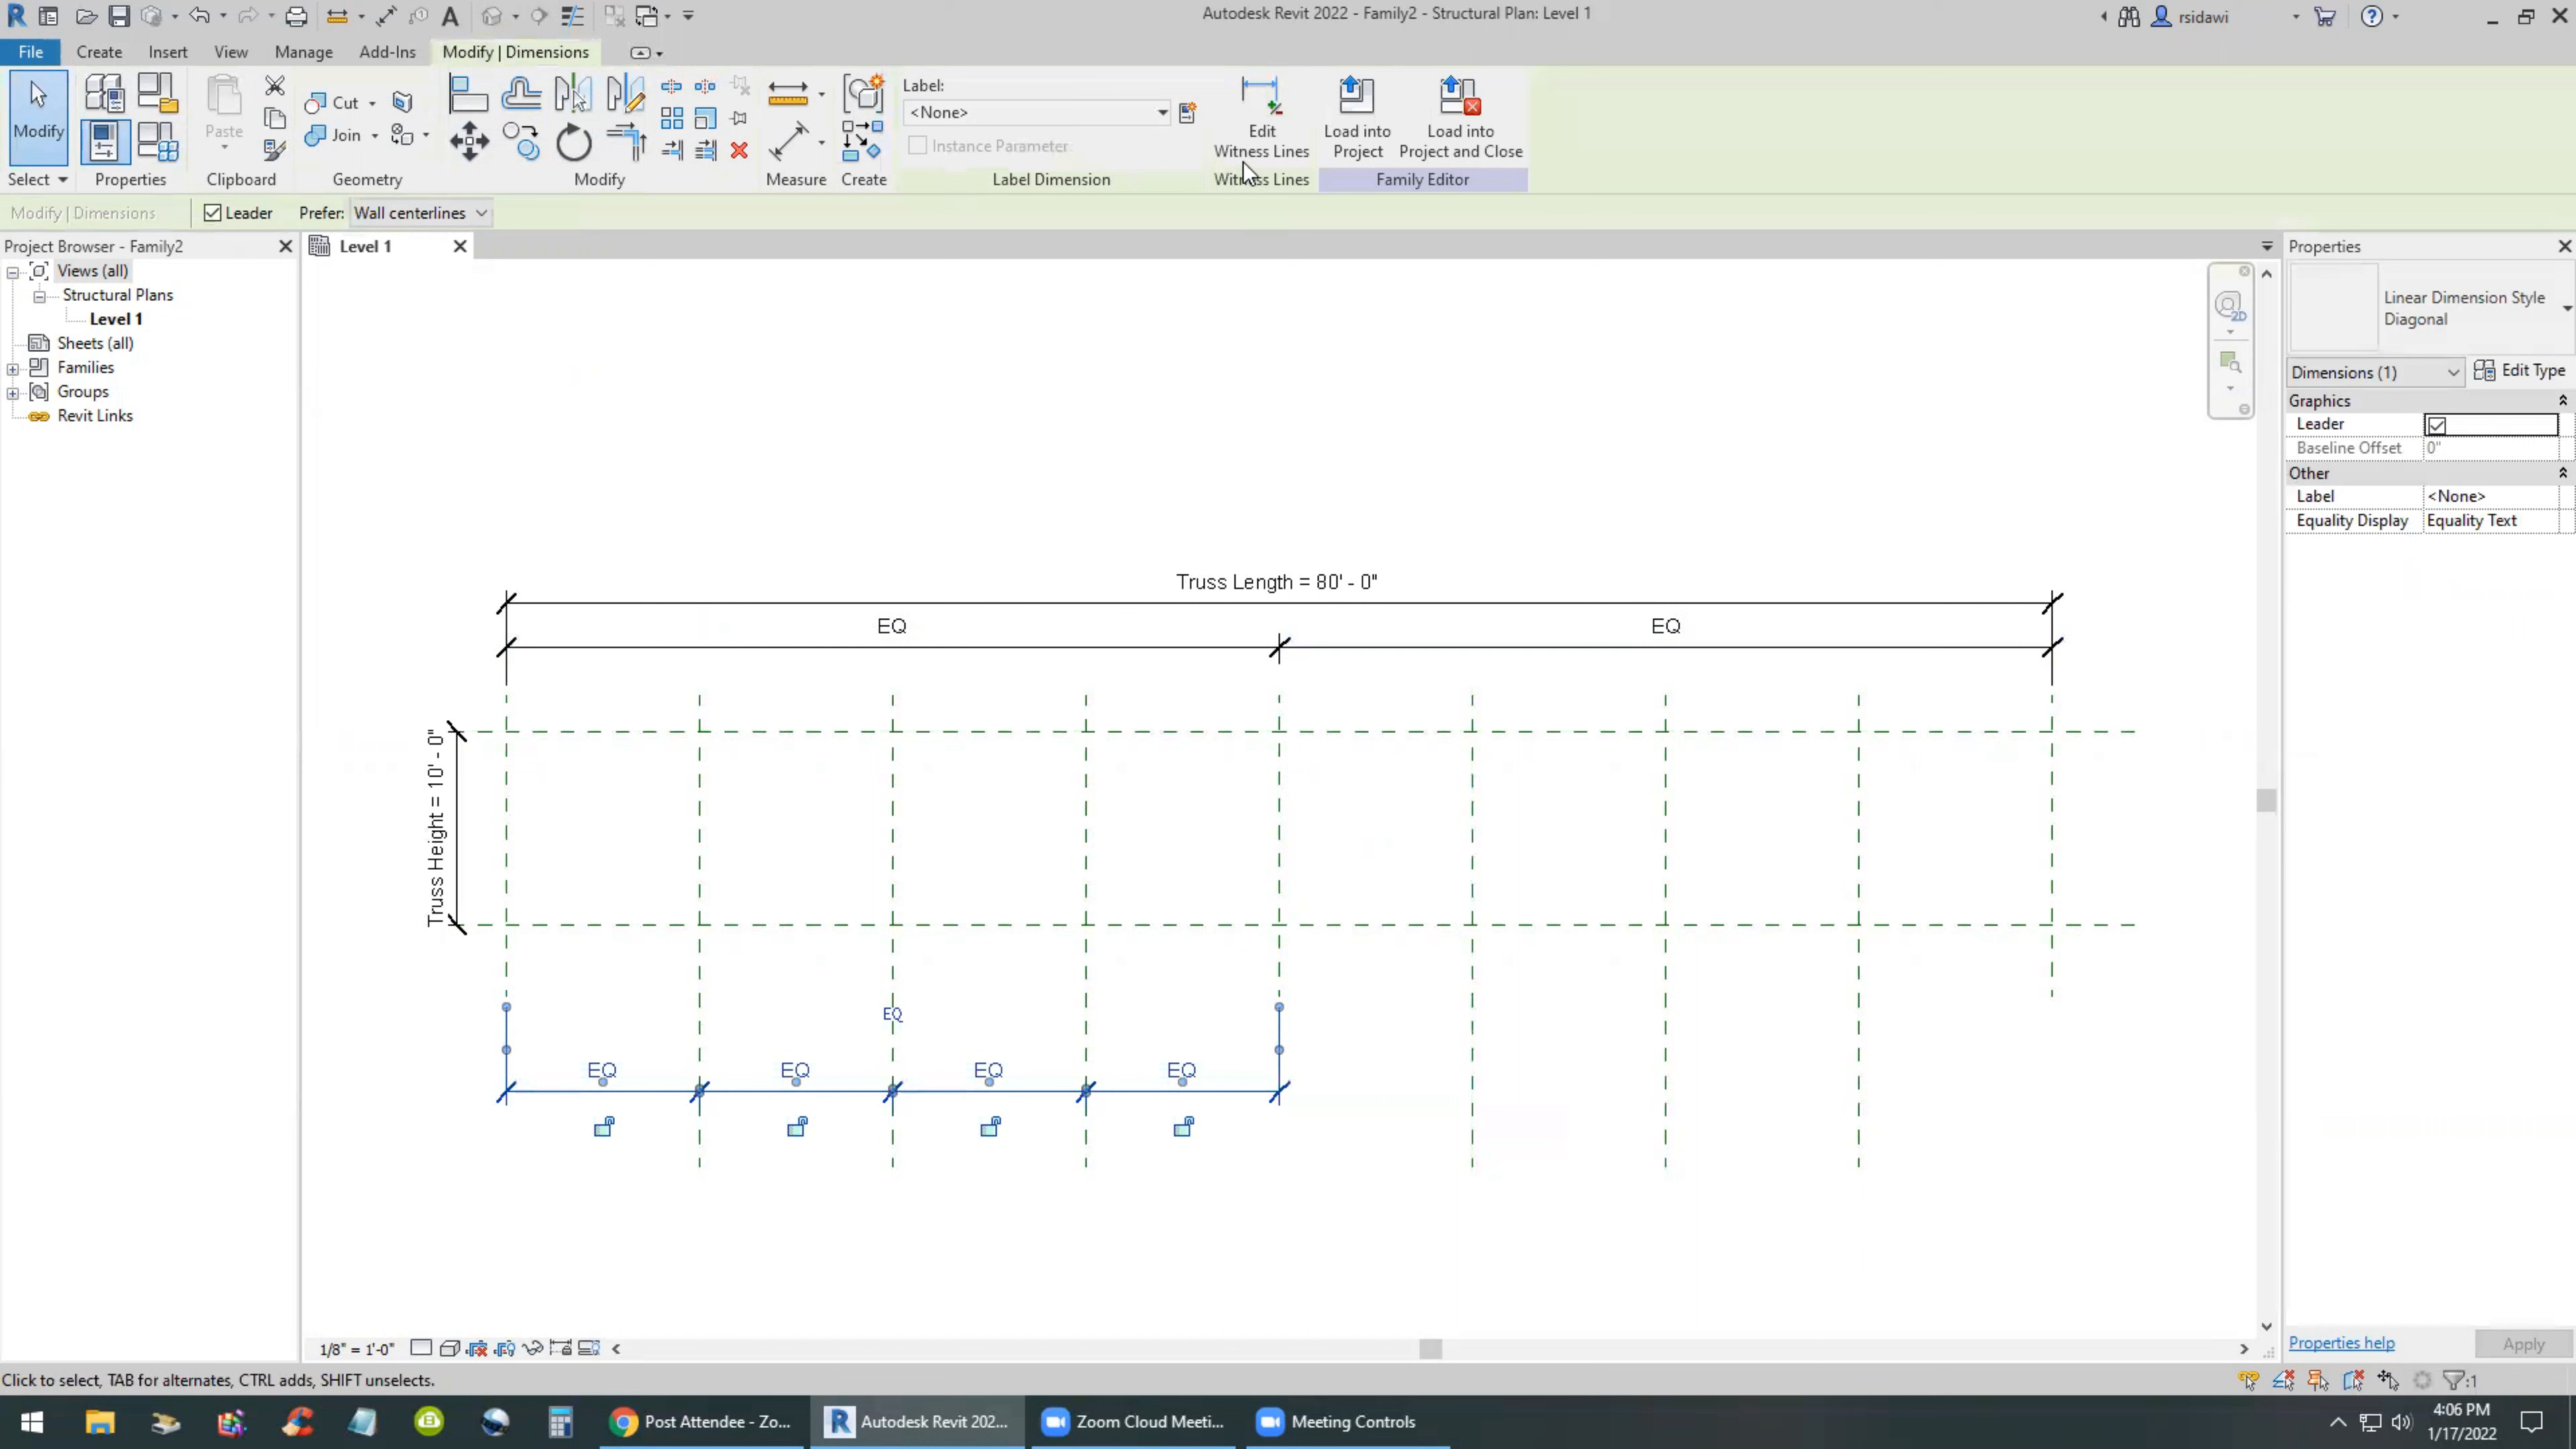 Autodesk Revit 2022 - Family2 - Structural Plan: Level 1
rsidawi
File
Create
Insert
View
Manage
Add-Ins
Modify | Dimensions
Modify
Select
Properties
Paste
Clipboard
Cut
Join
Geometry
Modify
Measure
Create
Label:
<None>
Instance Parameter
Label Dimension
Edit
Witness Lines
Witness Lines
Load into
Project
Load into
Project and Close
Family Editor
Modify | Dimensions
Leader
Prefer:
Wall centerlines
Project Browser - Family2
Views (all)
Structural Plans
Level 1
Sheets (all)
Families
Groups
Revit Links
Level 1
2D
Truss Length = 80' - 0"
EQ
EQ
Truss Height = 10' - 0"
EQ
EQ
EQ
EQ
EQ
Properties
Linear Dimension Style
Diagonal
Dimensions (1)
Edit Type
Graphics
Leader
Baseline Offset
0"
Other
Label
<None>
Equality Display
Equality Text
Properties help
Apply
1/8" = 1'-0"
Click to select, TAB for alternates, CTRL adds, SHIFT unselects.
:1
Post Attendee - Zo...
Autodesk Revit 202...
Zoom Cloud Meeti...
Meeting Controls
4:06 PM
1/17/2022